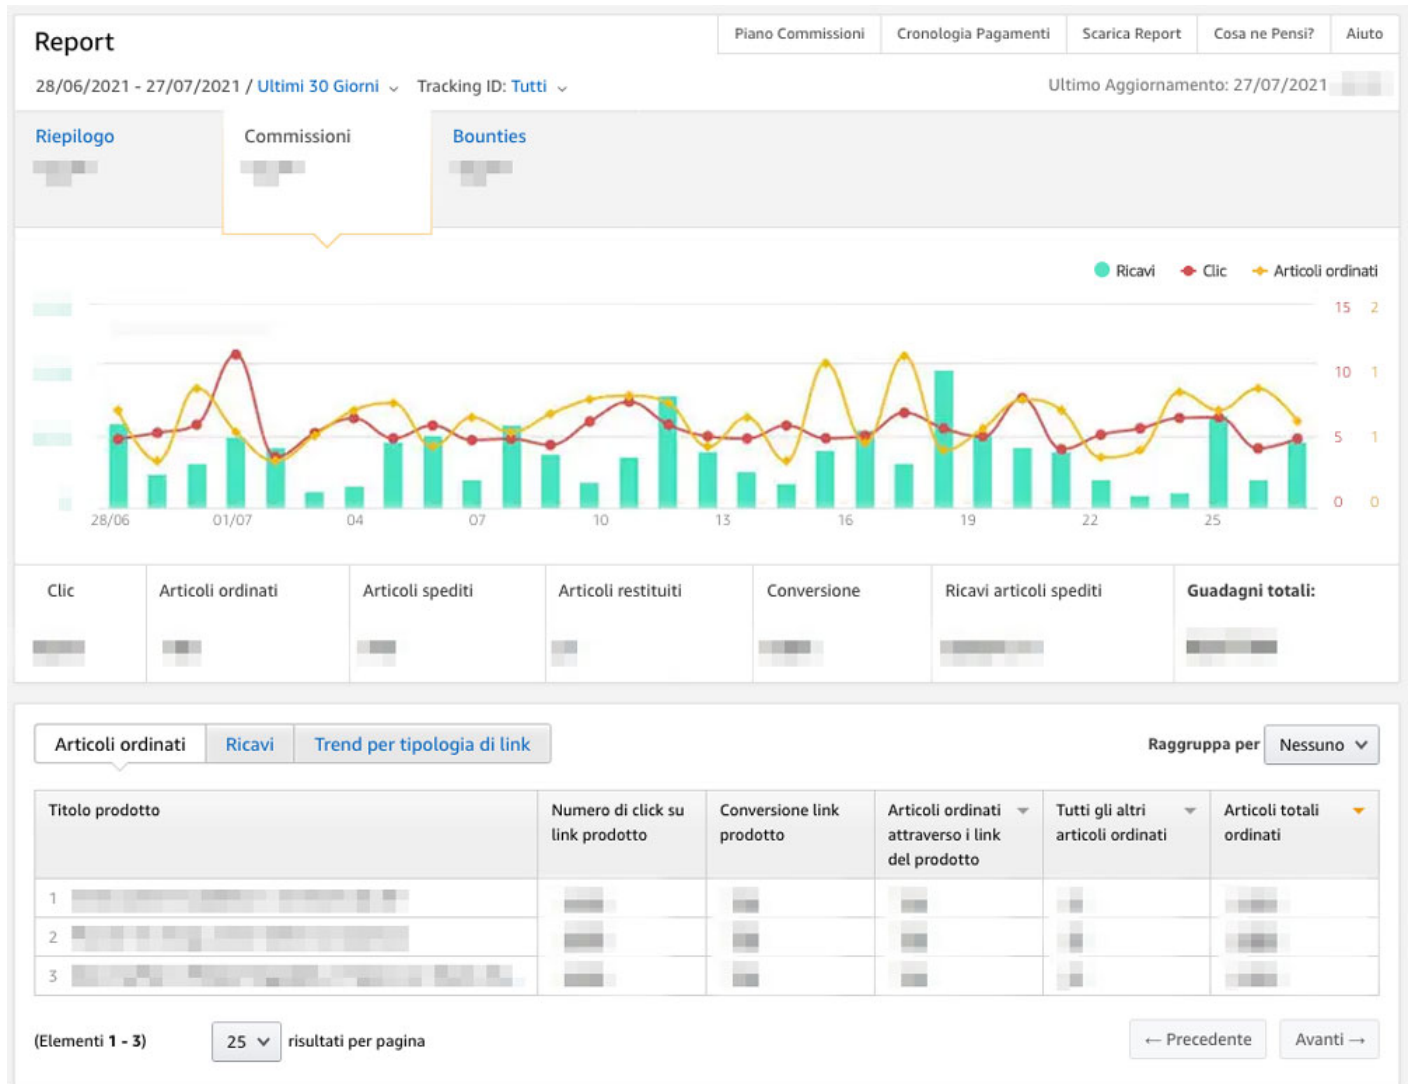 Report
Piano Commissioni
Cronologia Pagamenti
Scarica Report
Cosa ne Pensi?
Aiuto
28/06/2021 - 27/07/2021 / Ultimi 30 Giorni Tracking ID: Tutti
Ultimo Aggiornamento: 27/07/2021
Riepilogo
Commissioni
Bounties
Ricavi
Clic
Articoli ordinati
15 2
10 1
5 1
0 0
28/06 01/07 04 07 10 13 16 19 22 25
Clic
Articoli ordinati
Articoli spediti
Articoli restituiti
Conversione
Ricavi articoli spediti
Guadagni totali:
Articoli ordinati
Ricavi
Trend per tipologia di link
Raggruppa per Nessuno
Titolo prodotto
Numero di click su
link prodotto
Conversione link
prodotto
Articoli ordinati
attraverso i link
del prodotto
Tutti gli altri
articoli ordinati
Articoli totali
ordinati
1
2
3
(Elementi 1 - 3)
25 risultati per pagina
← Precedente
Avanti →